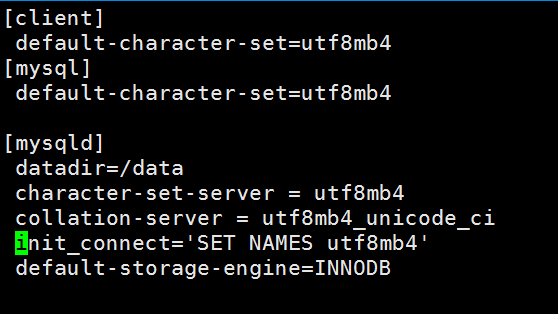 [client]
default-character-set=utf8mb4
[mysql]
default-character-set=utf8mb4
[mysqld]
datadir=/data
character-set-server = utf8mb4
collation-server = utf8mb4_unicode_ci
init_connect='SET NAMES utf8mb4'
default-storage-engine=INNODB